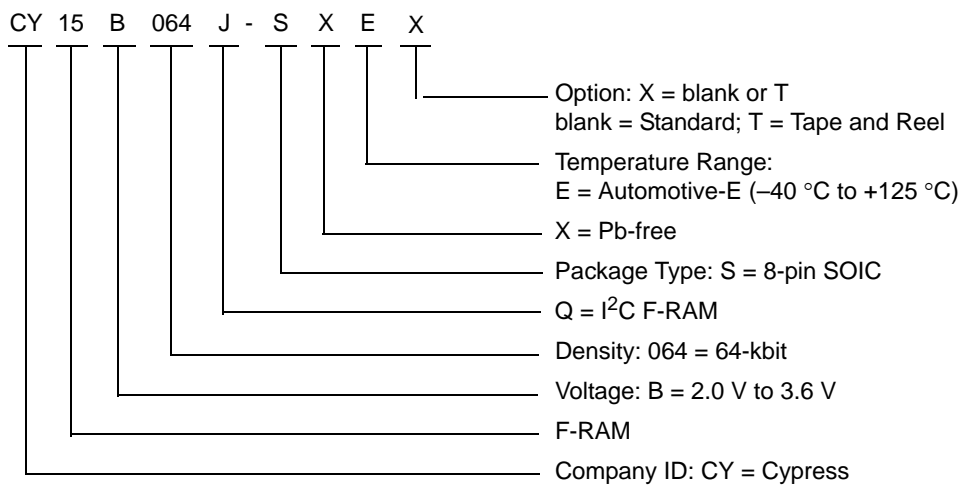 CY 15 B 064 J - S X E X
Option: X = blank or T
blank = Standard; T = Tape and Reel
Temperature Range:
E = Automotive-E (–40 °C to +125 °C)
X = Pb-free
Package Type: S = 8-pin SOIC
Q = I²C F-RAM
Density: 064 = 64-kbit
Voltage: B = 2.0 V to 3.6 V
F-RAM
Company ID: CY = Cypress